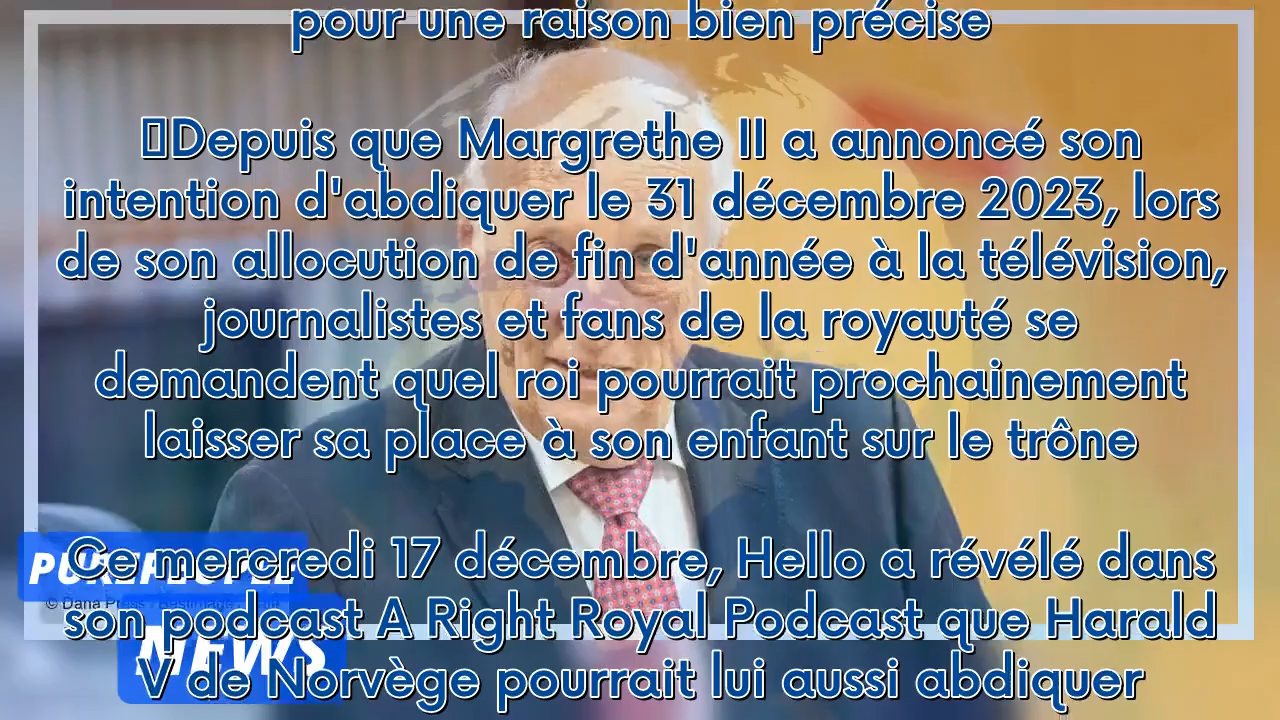 pour une raison bien précise
Depuis que Margrethe II a annoncé son
intention d'abdiquer le 31 décembre 2023, lors
de son allocution de fin d'année à la télévision,
journalistes et fans de la royauté se
demandent quel roi pourrait prochainement
laisser sa place à son enfant sur le trône
Ce mercredi 17 décembre, Hello a révélé dans
son podcast A Right Royal Podcast que Harald
V de Norvège pourrait lui aussi abdiquer
NEWS